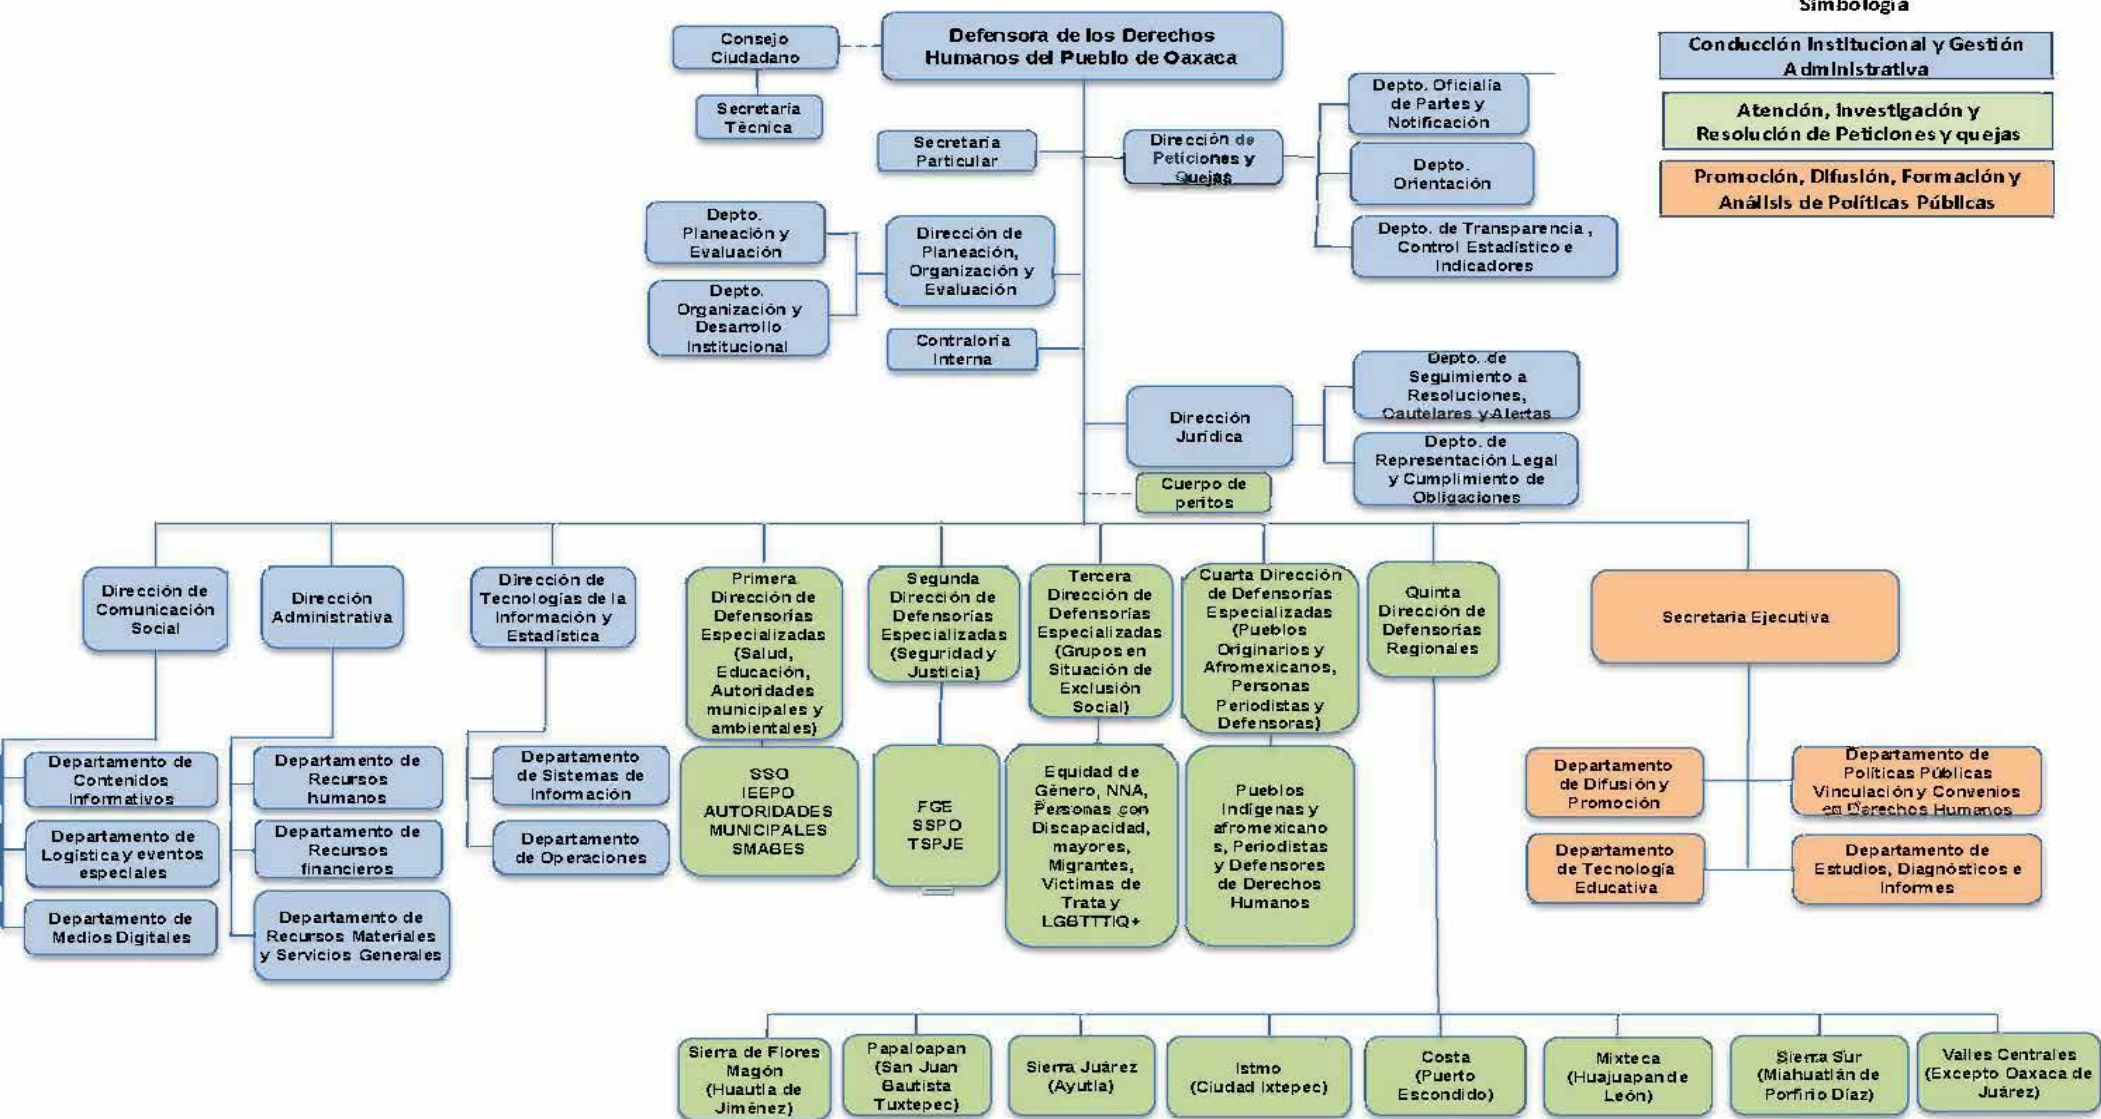 Simbología
Conducción Institucional y Gestión
Administrativa
Atención, Investigación y
Resolución de Peticiones y quejas
Promoción, Difusión, Formación y
Análisis de Políticas Públicas
Defensora de los Derechos
Humanos del Pueblo de Oaxaca
Consejo
Ciudadano
Secretaría
Técnica
Secretaría
Particular
Dirección de
Peticiones y
Quejas
Depto. Oficialía
de Partes y
Notificación
Depto.
Orientación
Depto. de Transparencia ,
Control Estadístico e
Indicadores
Depto.
Planeación y
Evaluación
Depto.
Organización y
Desarrollo
Institucional
Dirección de
Planeación,
Organización y
Evaluación
Contraloría
Interna
Dirección
Jurídica
Depto. de
Seguimiento a
Resoluciones,
Cautelares y Alertas
Depto. de
Representación Legal
y Cumplimiento de
Obligaciones
Cuerpo de
peritos
Dirección de
Comunicación
Social
Dirección
Administrativa
Dirección de
Tecnologías de la
Información y
Estadística
Primera
Dirección de
Defensorías
Especializadas
(Salud,
Educación,
Autoridades
municipales y
ambientales)
Segunda
Dirección de
Defensorías
Especializadas
(Seguridad y
Justicia)
Tercera
Dirección de
Defensorías
Especializadas
(Grupos en
Situación de
Exclusión
Social)
Cuarta Dirección
de Defensorías
Especializadas
(Pueblos
Originarios y
Afromexicanos,
Personas
Periodistas y
Defensoras)
Quinta
Dirección de
Defensorías
Regionales
Secretaría Ejecutiva
Departamento de
Contenidos
Informativos
Departamento de
Logística y eventos
especiales
Departamento de
Medios Digitales
Departamento de
Recursos
humanos
Departamento de
Recursos
financieros
Departamento de
Recursos Materiales
y Servicios Generales
Departamento
de Sistemas de
Información
Departamento
de Operaciones
SSO
IEEPO
AUTORIDADES
MUNICIPALES
SMABES
FGE
SSPO
TSPJE
Equidad de
Género, NNA,
Personas con
Discapacidad,
mayores,
Migrantes,
Victimas de
Trata y
LGBTTTIQ+
Pueblos
Indígenas y
afromexicano
s, Periodistas
y Defensores
de Derechos
Humanos
Departamento
de Difusión y
Promoción
Departamento de
Políticas Públicas
Vinculación y Convenios
en Derechos Humanos
Departamento
de Tecnología
Educativa
Departamento de
Estudios, Diagnósticos e
Informes
Sierra de Flores
Magón
(Huautla de
Jiménez)
Papaloapan
(San Juan
Bautista
Tuxtepec)
Sierra Juárez
(Ayutla)
Istmo
(Ciudad Ixtepec)
Costa
(Puerto
Escondido)
Mixteca
(Huajuapan de
León)
Sierra Sur
(Miahuatlán de
Porfirio Díaz)
Valles Centrales
(Excepto Oaxaca de
Juárez)